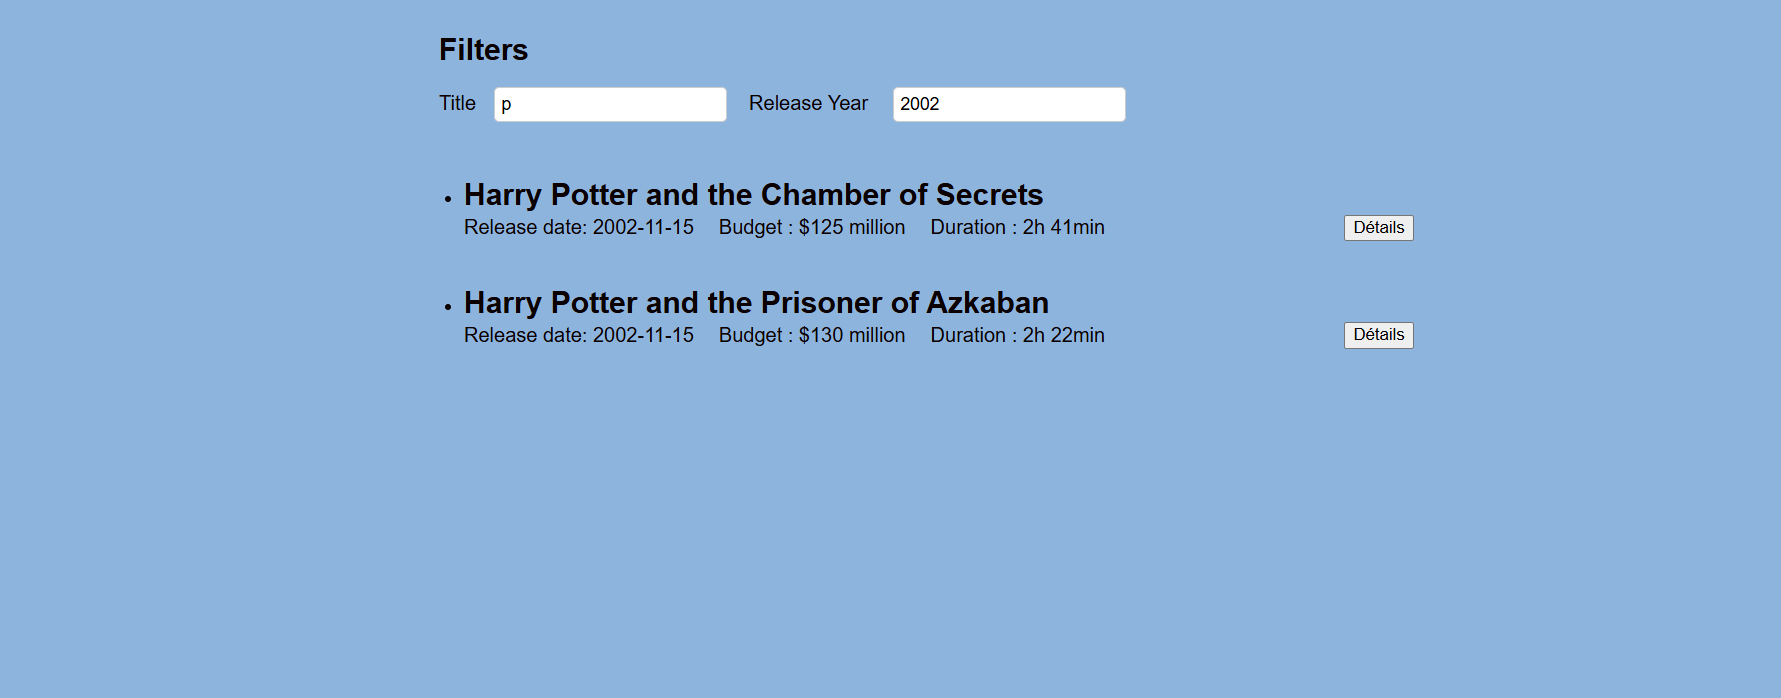 Filters
Title p Release Year 2002
Harry Potter and the Chamber of Secrets
Release date: 2002-11-15 Budget : $125 million Duration : 2h 41min Détails
Harry Potter and the Prisoner of Azkaban
Release date: 2002-11-15 Budget : $130 million Duration : 2h 22min Détails